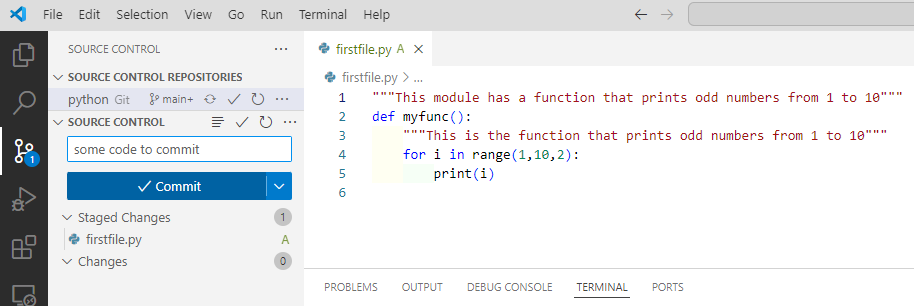 File Edit Selection View Go Run Terminal Help
SOURCE CONTROL
SOURCE CONTROL REPOSITORIES
python Git main+
SOURCE CONTROL
some code to commit
Commit
Staged Changes 1
firstfile.py A
Changes 0
1
firstfile.py A
firstfile.py > ...
1 """This module has a function that prints odd numbers from 1 to 10"""
2 def myfunc():
3 """This is the function that prints odd numbers from 1 to 10"""
4 for i in range(1,10,2):
5 print(i)
6
PROBLEMS OUTPUT DEBUG CONSOLE TERMINAL PORTS